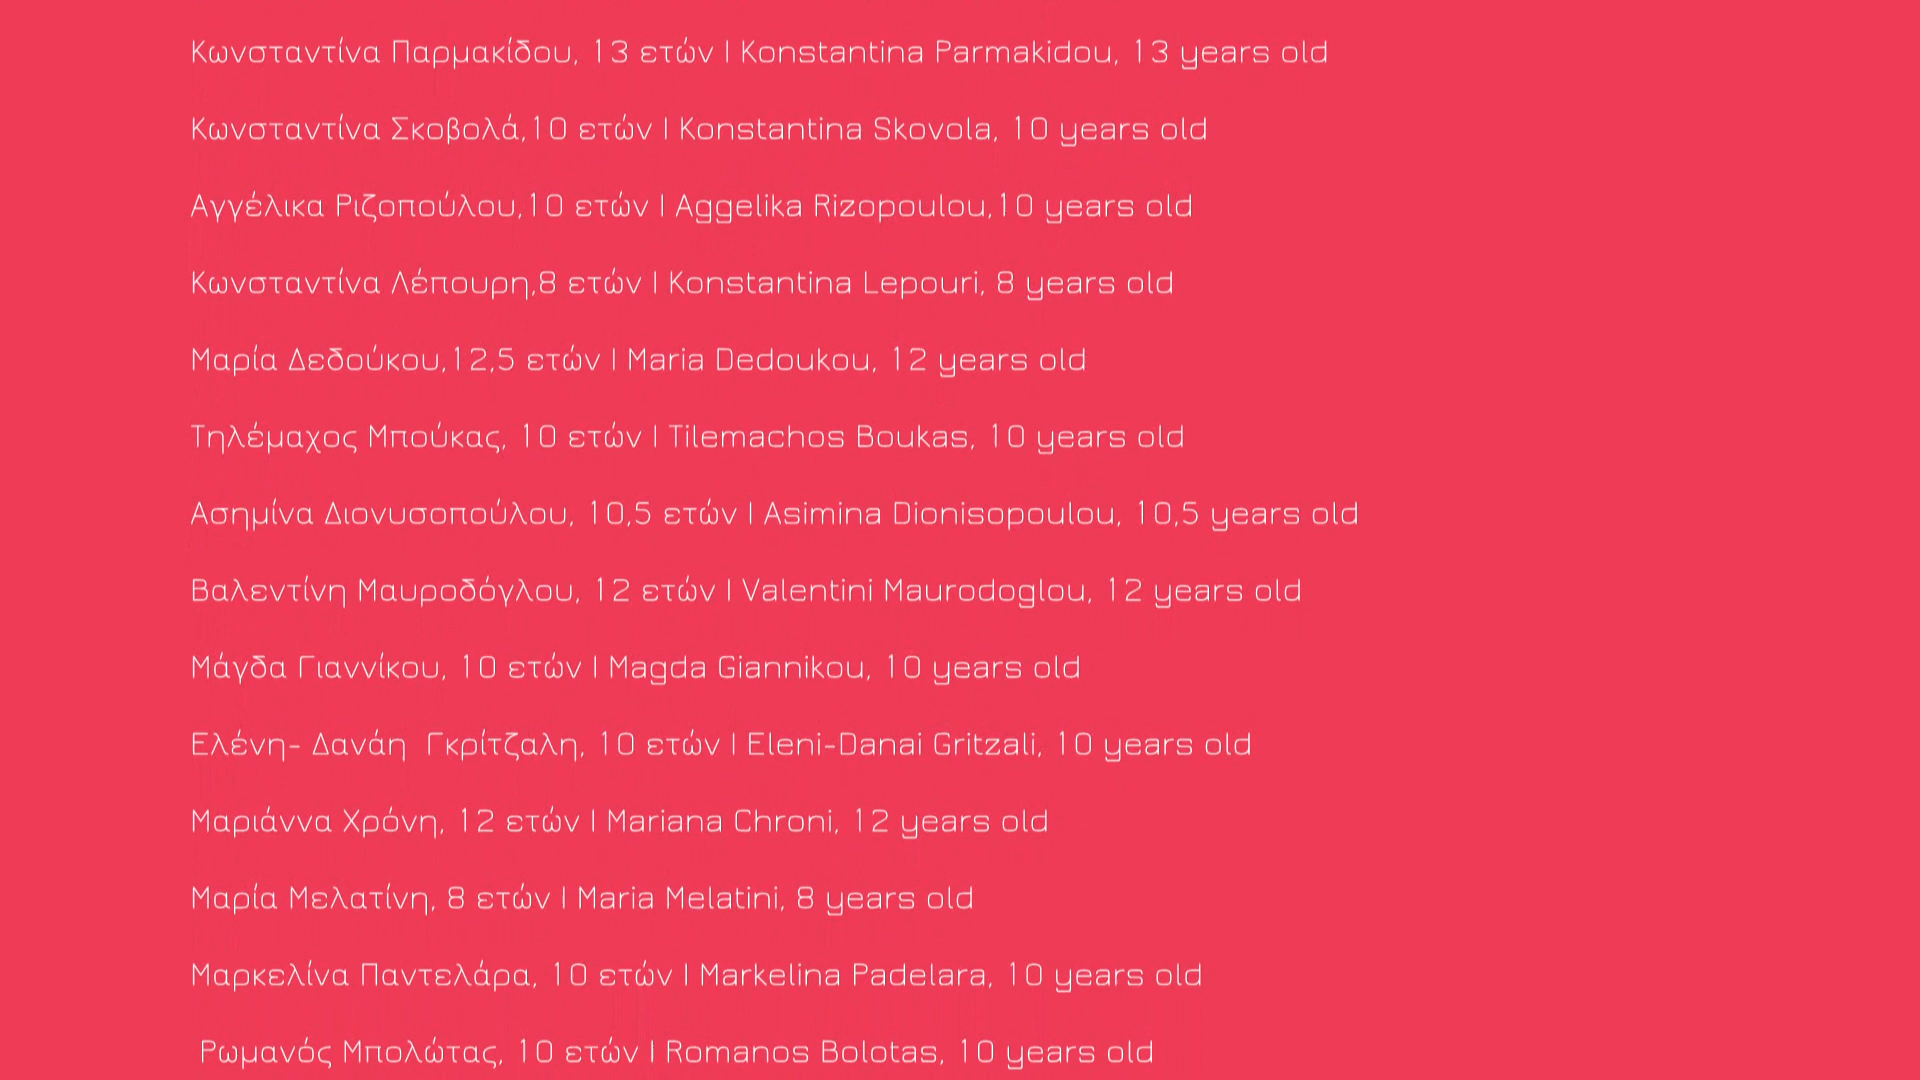 Κωνσταντίνα Παρμακίδου, 13 ετών | Konstantina Parmakidou, 13 years old
Κωνσταντίνα Σκοβολά,10 ετών | Konstantina Skovola, 10 years old
Αγγέλικα Ριζοπούλου,10 ετών | Aggelika Rizopoulou,10 years old
Κωνσταντίνα Λέπουρη,8 ετών | Konstantina Lepouri, 8 years old
Μαρία Δεδούκου,12,5 ετών | Maria Dedoukou, 12 years old
Τηλέμαχος Μπούκας, 10 ετών | Tilemachos Boukas, 10 years old
Ασημίνα Διονυσοπούλου, 10,5 ετών | Asimina Dionisopoulou, 10,5 years old
Βαλεντίνη Μαυροδόγλου, 12 ετών | Valentini Maurodoglou, 12 years old
Μάγδα Γιαννίκου, 10 ετών | Magda Giannikou, 10 years old
Ελένη- Δανάη  Γκρίτζαλη, 10 ετών | Eleni-Danai Gritzali, 10 years old
Μαριάννα Χρόνη, 12 ετών | Mariana Chroni, 12 years old
Μαρία Μελατίνη, 8 ετών | Maria Melatini, 8 years old
Μαρκελίνα Παντελάρα, 10 ετών | Markelina Padelara, 10 years old
Ρωμανός Μπολώτας, 10 ετών | Romanos Bolotas, 10 years old